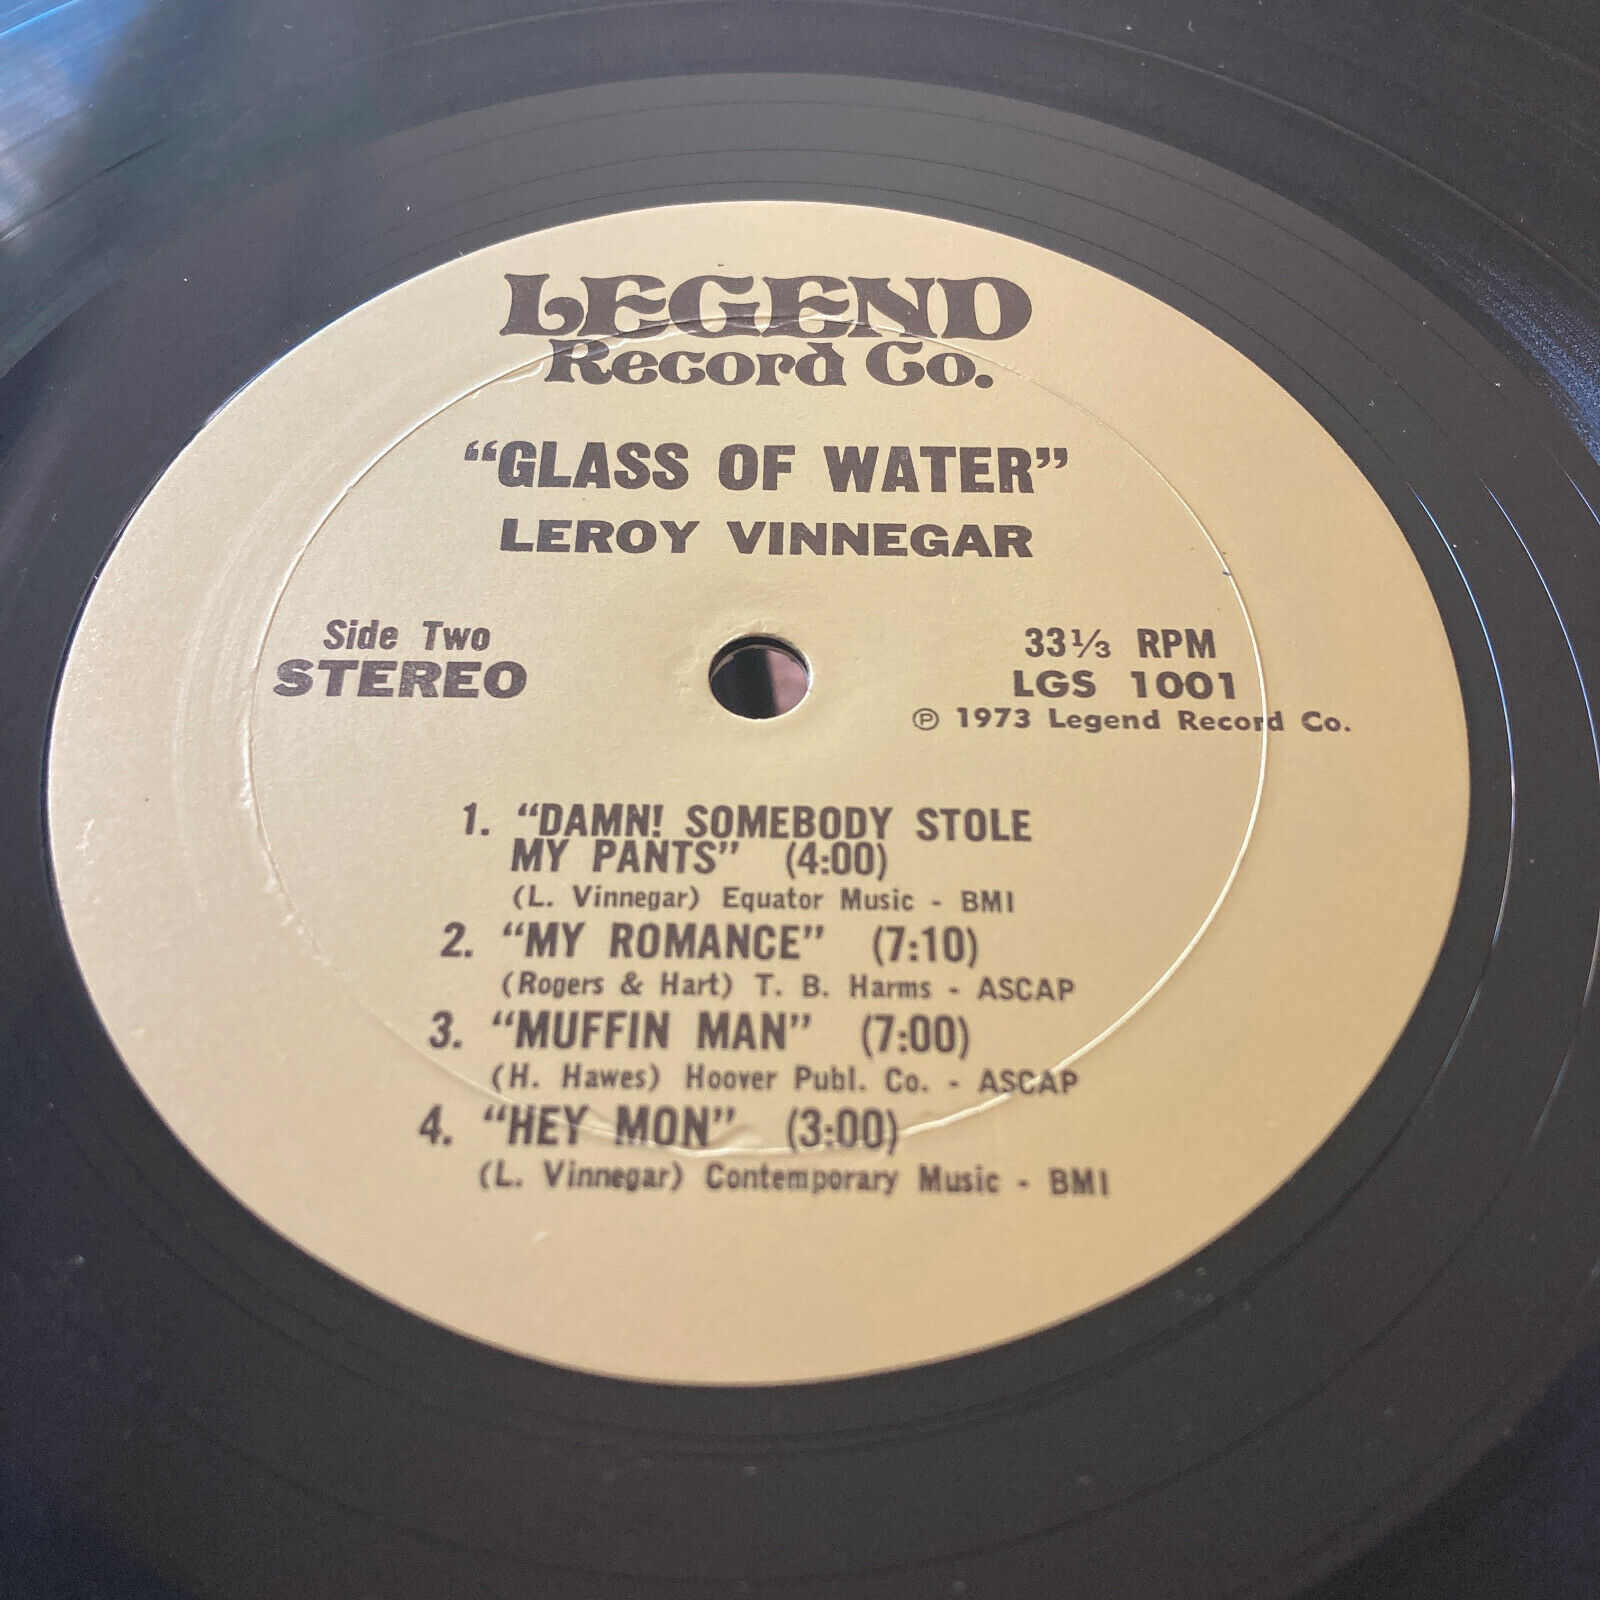 LEGEND
Record Co.
“GLASS OF WATER”
LEROY VINNEGAR
Side Two
STEREO
33⅓ RPM
LGS 1001
℗ 1973 Legend Record Co.
1. “DAMN! SOMEBODY STOLE
MY PANTS” (4:00)
(L. Vinnegar) Equator Music - BMI
2. “MY ROMANCE” (7:10)
(Rogers & Hart) T. B. Harms - ASCAP
3. “MUFFIN MAN” (7:00)
(H. Hawes) Hoover Publ. Co. - ASCAP
4. “HEY MON” (3:00)
(L. Vinnegar) Contemporary Music - BMI